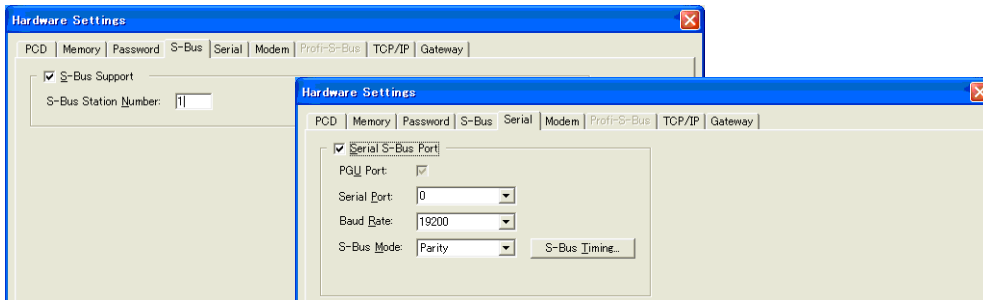 Hardware Settings
PCD Memory Password S-Bus Serial Modem Profi-S-Bus TCP/IP Gateway
S-Bus Support
S-Bus Station Number: 1
Hardware Settings
PCD Memory Password S-Bus Serial Modem Profi-S-Bus TCP/IP Gateway
Serial S-Bus Port
PGU Port:
Serial Port: 0
Baud Rate: 19200
S-Bus Mode: Parity S-Bus Timing...